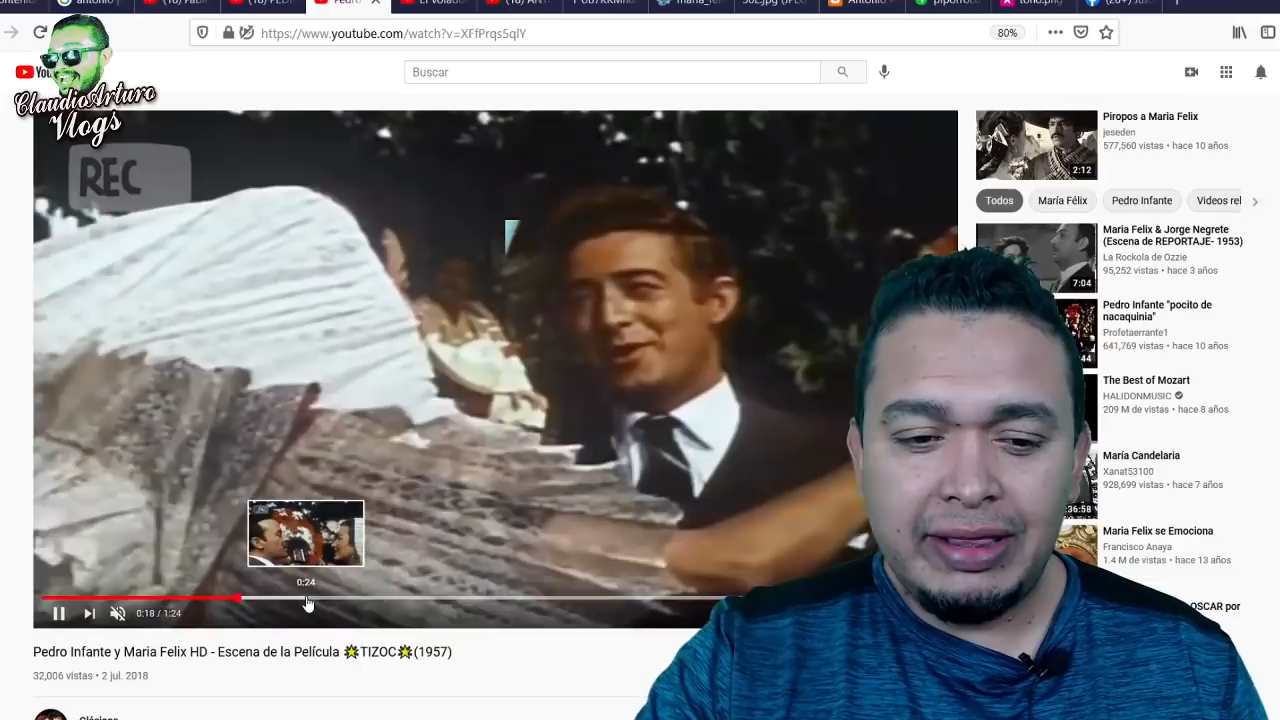 https://www.youtube.com/watch?v=XFfPrqs5qlY
80%
ClaudioArturo
Vlogs
Buscar
REC
0:24
0:18 / 1:24
Pedro Infante y Maria Felix HD - Escena de la Película 🌟TIZOC🌟(1957)
32,006 vistas • 2 jul. 2018
Clásicos
Piropos a Maria Felix
jeseden
577,560 vistas • hace 10 años
2:12
Todos
María Félix
Pedro Infante
Videos rel
Maria Felix & Jorge Negrete
(Escena de REPORTAJE- 1953)
La Rockola de Ozzie
95,252 vistas • hace 3 años
7:04
Pedro Infante "pocito de
nacaquinia"
Profetaerrante1
641,769 vistas • hace 10 años
:44
The Best of Mozart
HALIDONMUSIC
209 M de vistas • hace 8 años
María Candelaria
Xanat53100
928,699 vistas • hace 7 años
:36:58
Maria Felix se Emociona
Francisco Anaya
1.4 M de vistas • hace 13 años
OSCAR por